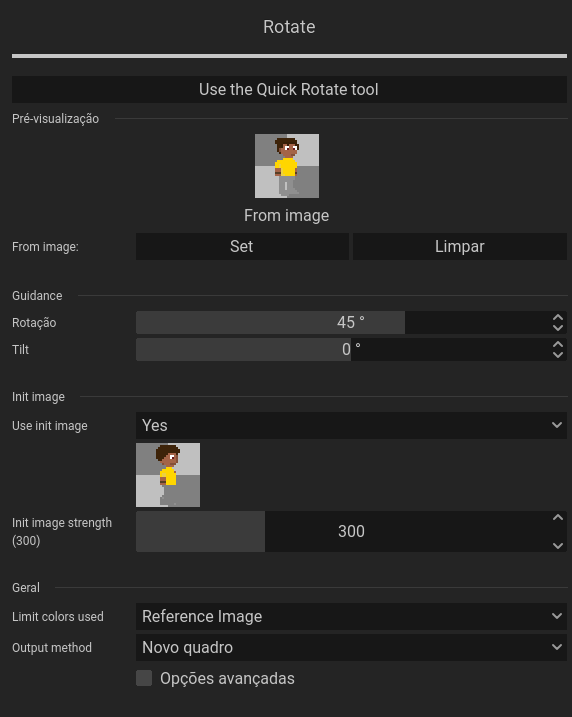 Rotate
Use the Quick Rotate tool
Pré-visualização
From image
From image: Set Limpar
Guidance
Rotação 45 °
Tilt 0 °
Init image
Use init image Yes
Init image strength
(300) 300
Geral
Limit colors used Reference Image
Output method Novo quadro
Opções avançadas